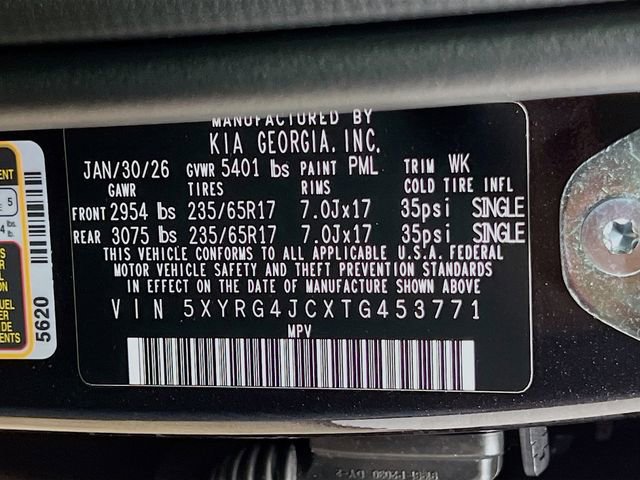 MANUFACTURED BY
KIA GEORGIA, INC.
JAN/30/26 GVWR 5401 lbs PAINT PML TRIM WK
GAWR TIRES RIMS COLD TIRE INFL
FRONT 2954 lbs 235/65R17 7.0Jx17 35psi SINGLE
REAR 3075 lbs 235/65R17 7.0Jx17 35psi SINGLE
THIS VEHICLE CONFORMS TO ALL APPLICABLE U.S.A. FEDERAL
MOTOR VEHICLE SAFETY AND THEFT PREVENTION STANDARDS
IN EFFECT ON THE DATE OF MANUFACTURE SHOWN ABOVE
VIN 5XYRG4JCXTG453771
MPV
5620
5
lb.